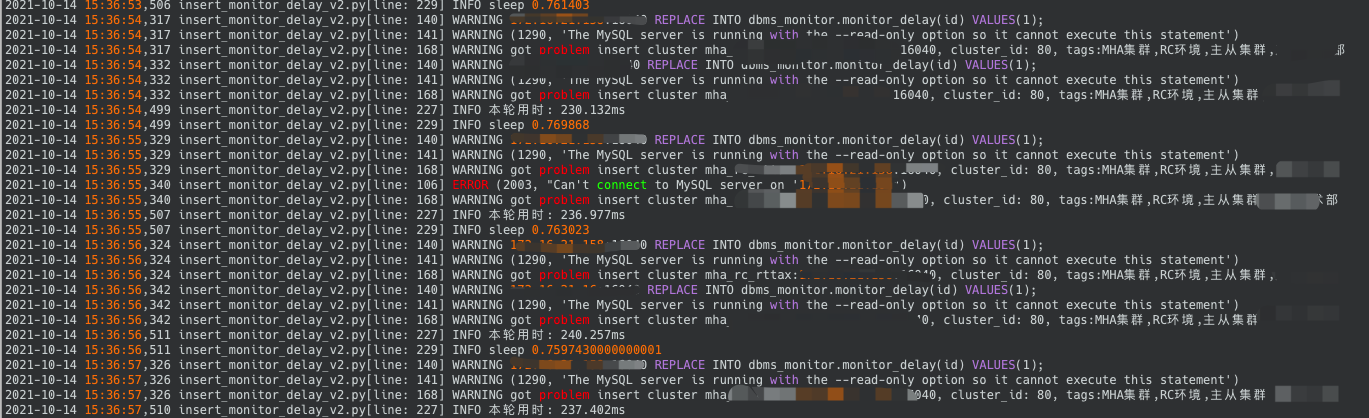 2021-10-14 15:36:53,506 insert_monitor_delay_v2.py[line: 229] INFO sleep 0.761403
2021-10-14 15:36:54,317 insert_monitor_delay_v2.py[line: 140] WARNING REPLACE INTO dbms_monitor.monitor_delay(id) VALUES(1);
2021-10-14 15:36:54,317 insert_monitor_delay_v2.py[line: 141] WARNING (1290, 'The MySQL server is running with the --read-only option so it cannot execute this statement')
2021-10-14 15:36:54,317 insert_monitor_delay_v2.py[line: 168] WARNING got problem insert cluster mha_ 16040, cluster_id: 80, tags:MHA集群,RC环境,主从集群,
2021-10-14 15:36:54,332 insert_monitor_delay_v2.py[line: 140] WARNING REPLACE INTO dbms_monitor.monitor_delay(id) VALUES(1);
2021-10-14 15:36:54,332 insert_monitor_delay_v2.py[line: 141] WARNING (1290, 'The MySQL server is running with the --read-only option so it cannot execute this statement')
2021-10-14 15:36:54,332 insert_monitor_delay_v2.py[line: 168] WARNING got problem insert cluster mha_ 16040, cluster_id: 80, tags:MHA集群,RC环境,主从集群
2021-10-14 15:36:54,499 insert_monitor_delay_v2.py[line: 227] INFO 本轮用时: 230.132ms
2021-10-14 15:36:54,499 insert_monitor_delay_v2.py[line: 229] INFO sleep 0.769868
2021-10-14 15:36:55,329 insert_monitor_delay_v2.py[line: 140] WARNING REPLACE INTO dbms_monitor.monitor_delay(id) VALUES(1);
2021-10-14 15:36:55,329 insert_monitor_delay_v2.py[line: 141] WARNING (1290, 'The MySQL server is running with the --read-only option so it cannot execute this statement')
2021-10-14 15:36:55,329 insert_monitor_delay_v2.py[line: 168] WARNING got problem insert cluster mha_ , cluster_id: 80, tags:MHA集群,RC环境,主从集群,
2021-10-14 15:36:55,340 insert_monitor_delay_v2.py[line: 106] ERROR (2003, "Can't connect to MySQL server on ' ')
2021-10-14 15:36:55,340 insert_monitor_delay_v2.py[line: 168] WARNING got problem insert cluster mha_ 0, cluster_id: 80, tags:MHA集群,RC环境,主从集群 术部
2021-10-14 15:36:55,507 insert_monitor_delay_v2.py[line: 227] INFO 本轮用时: 236.977ms
2021-10-14 15:36:55,507 insert_monitor_delay_v2.py[line: 229] INFO sleep 0.763023
2021-10-14 15:36:56,324 insert_monitor_delay_v2.py[line: 140] WARNING REPLACE INTO dbms_monitor.monitor_delay(id) VALUES(1);
2021-10-14 15:36:56,324 insert_monitor_delay_v2.py[line: 141] WARNING (1290, 'The MySQL server is running with the --read-only option so it cannot execute this statement')
2021-10-14 15:36:56,324 insert_monitor_delay_v2.py[line: 168] WARNING got problem insert cluster mha_rc_rttax: , cluster_id: 80, tags:MHA集群,RC环境,主从集群,
2021-10-14 15:36:56,342 insert_monitor_delay_v2.py[line: 140] WARNING REPLACE INTO dbms_monitor.monitor_delay(id) VALUES(1);
2021-10-14 15:36:56,342 insert_monitor_delay_v2.py[line: 141] WARNING (1290, 'The MySQL server is running with the --read-only option so it cannot execute this statement')
2021-10-14 15:36:56,342 insert_monitor_delay_v2.py[line: 168] WARNING got problem insert cluster mha_ 0, cluster_id: 80, tags:MHA集群,RC环境,主从集群
2021-10-14 15:36:56,511 insert_monitor_delay_v2.py[line: 227] INFO 本轮用时: 240.257ms
2021-10-14 15:36:56,511 insert_monitor_delay_v2.py[line: 229] INFO sleep 0.7597430000000001
2021-10-14 15:36:57,326 insert_monitor_delay_v2.py[line: 140] WARNING REPLACE INTO dbms_monitor.monitor_delay(id) VALUES(1);
2021-10-14 15:36:57,326 insert_monitor_delay_v2.py[line: 141] WARNING (1290, 'The MySQL server is running with the --read-only option so it cannot execute this statement')
2021-10-14 15:36:57,326 insert_monitor_delay_v2.py[line: 168] WARNING got problem insert cluster mha_ 040, cluster_id: 80, tags:MHA集群,RC环境,主从集群,
2021-10-14 15:36:57,510 insert_monitor_delay_v2.py[line: 227] INFO 本轮用时: 237.402ms